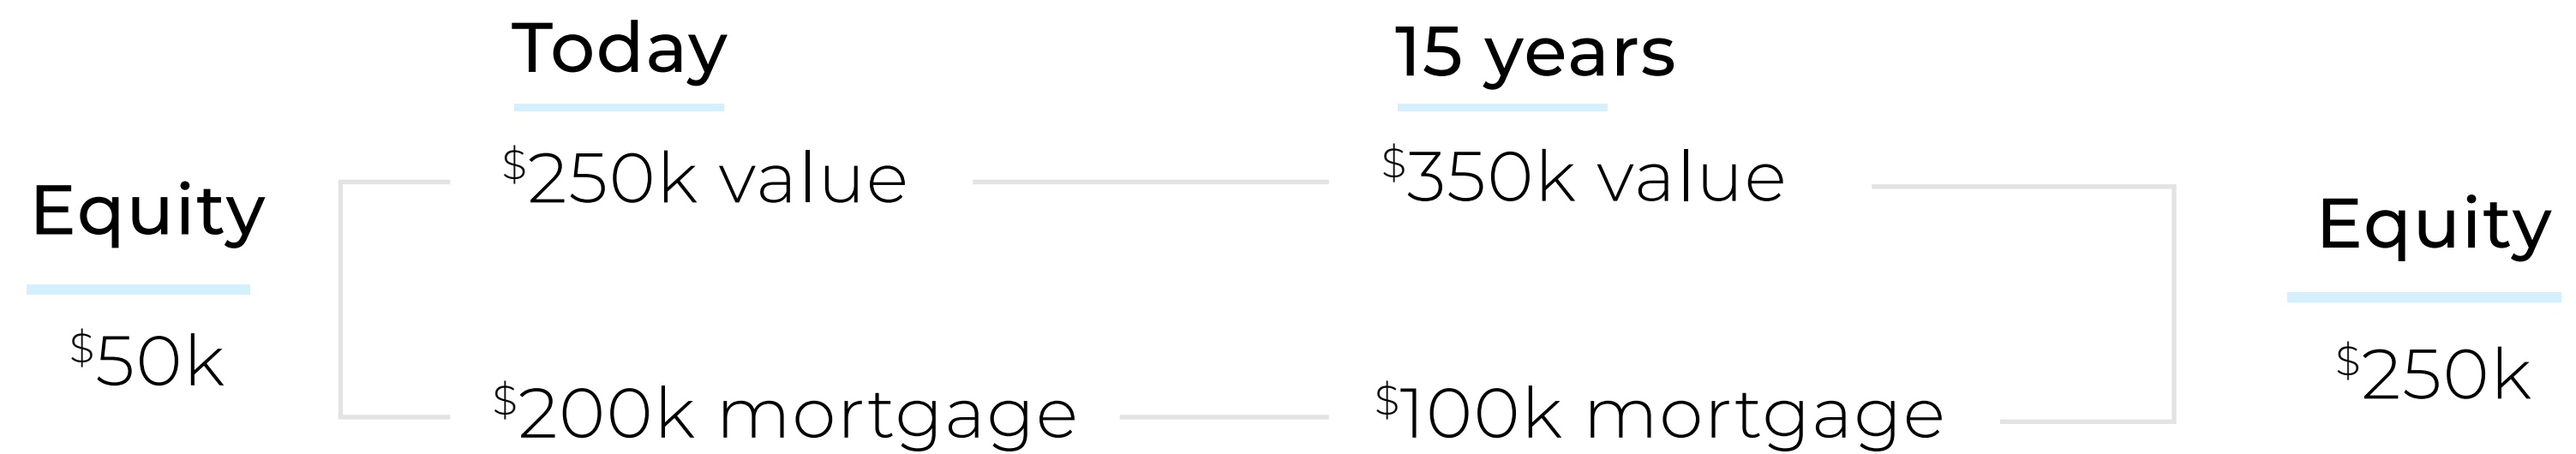 Today
15 years
$250k value
$350k value
Equity
$50k
Equity
$250k
$200k mortgage
$100k mortgage